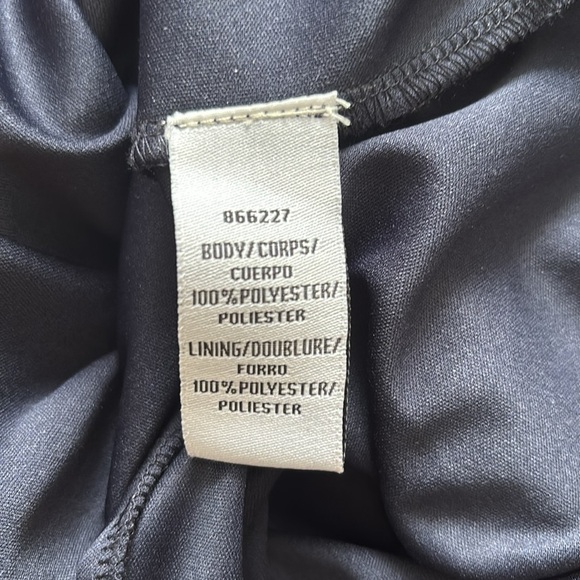 866227
BODY/CORPS/
CUERPO
100%POLYESTER/
POLIESTER
LINING/DOUBLURE/
FORRO
100%POLYESTER/
POLIESTER